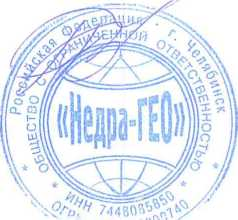 Российская Федерация г. Челябинск
ОБЩЕСТВО С ОГРАНИЧЕННОЙ ОТВЕТСТВЕННОСТЬЮ
«Недра-ГЕО»
ИНН 7448085850
ОГРН